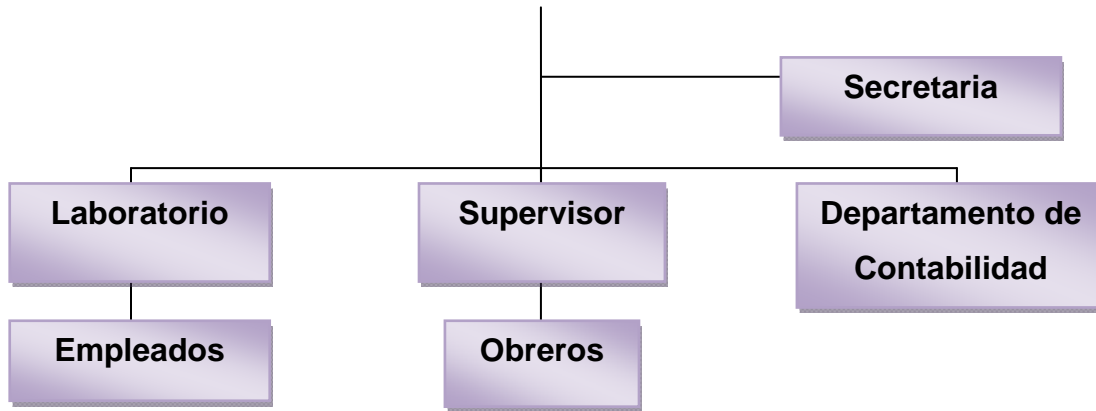 Secretaria
Laboratorio
Supervisor
Departamento de
Contabilidad
Empleados
Obreros